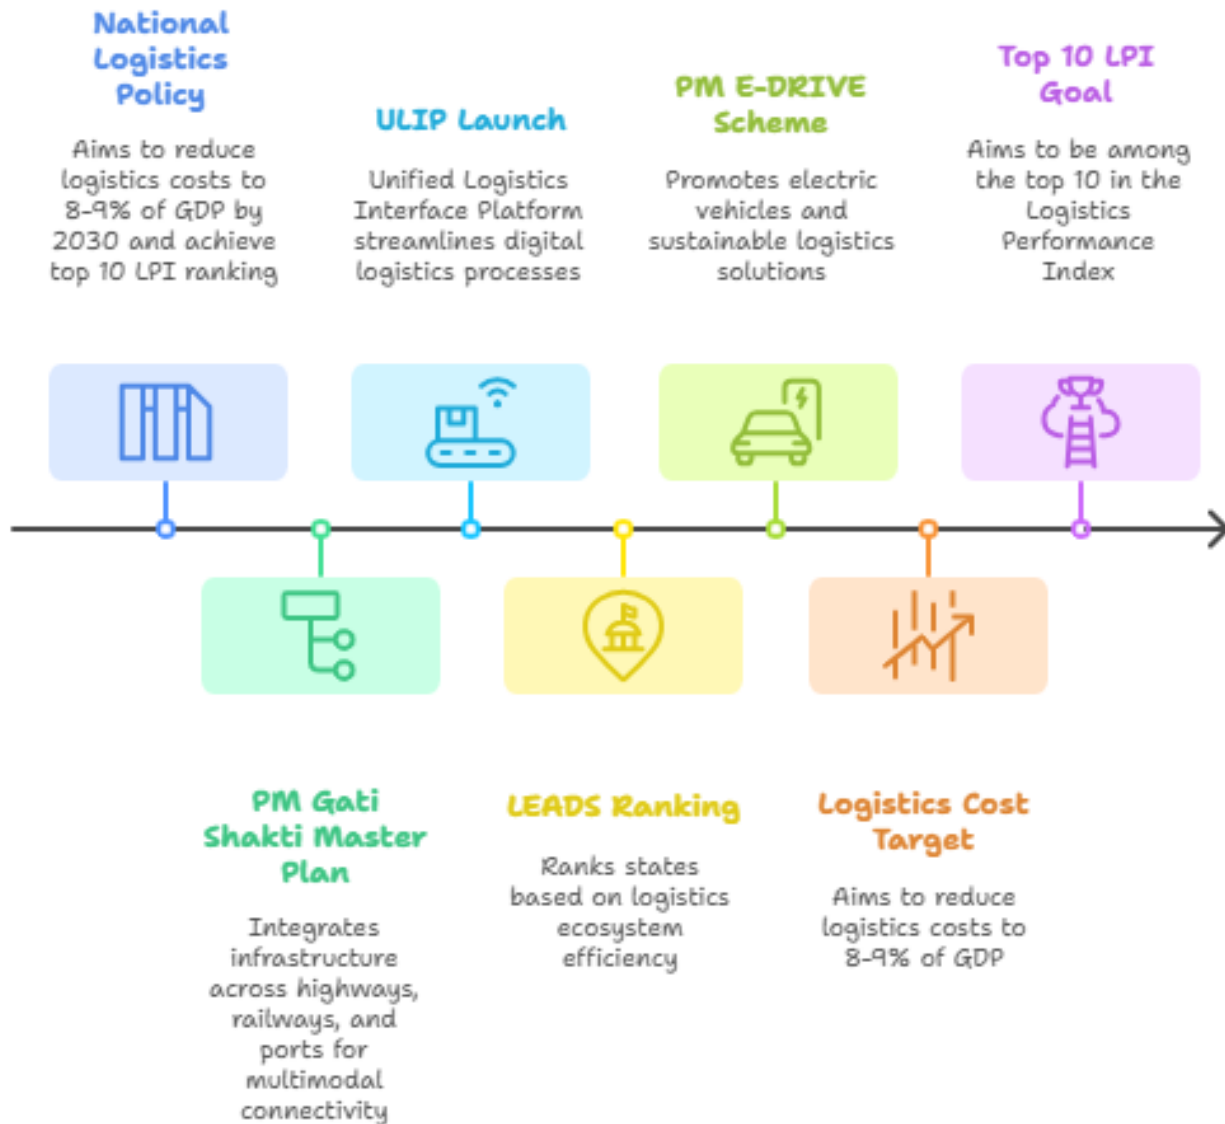 National
Logistics
Policy
Aims to reduce
logistics costs to
8-9% of GDP by
2030 and achieve
top 10 LPI ranking
ULIP Launch
Unified Logistics
Interface Platform
streamlines digital
logistics processes
PM E-DRIVE
Scheme
Promotes electric
vehicles and
sustainable logistics
solutions
Top 10 LPI
Goal
Aims to be among
the top 10 in the
Logistics
Performance
Index
PM Gati
Shakti Master
Plan
Integrates
infrastructure
across highways,
railways, and
ports for
multimodal
connectivity
LEADS Ranking
Ranks states
based on logistics
ecosystem
efficiency
Logistics Cost
Target
Aims to reduce
logistics costs to
8-9% of GDP